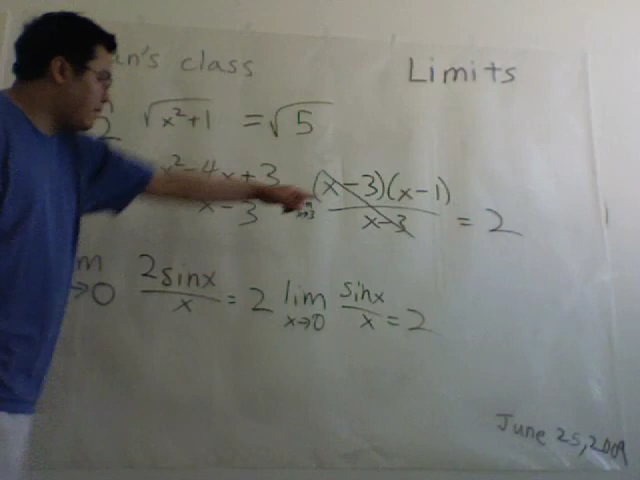 n's class
Limits
2 √x²+1 = √5
x²-4x+3 (x-3)(x-1)
x-3 x→3 x-3 = 2
m →0 2sinx/x = 2 lim x→0 sinx/x = 2
June 25, 2009